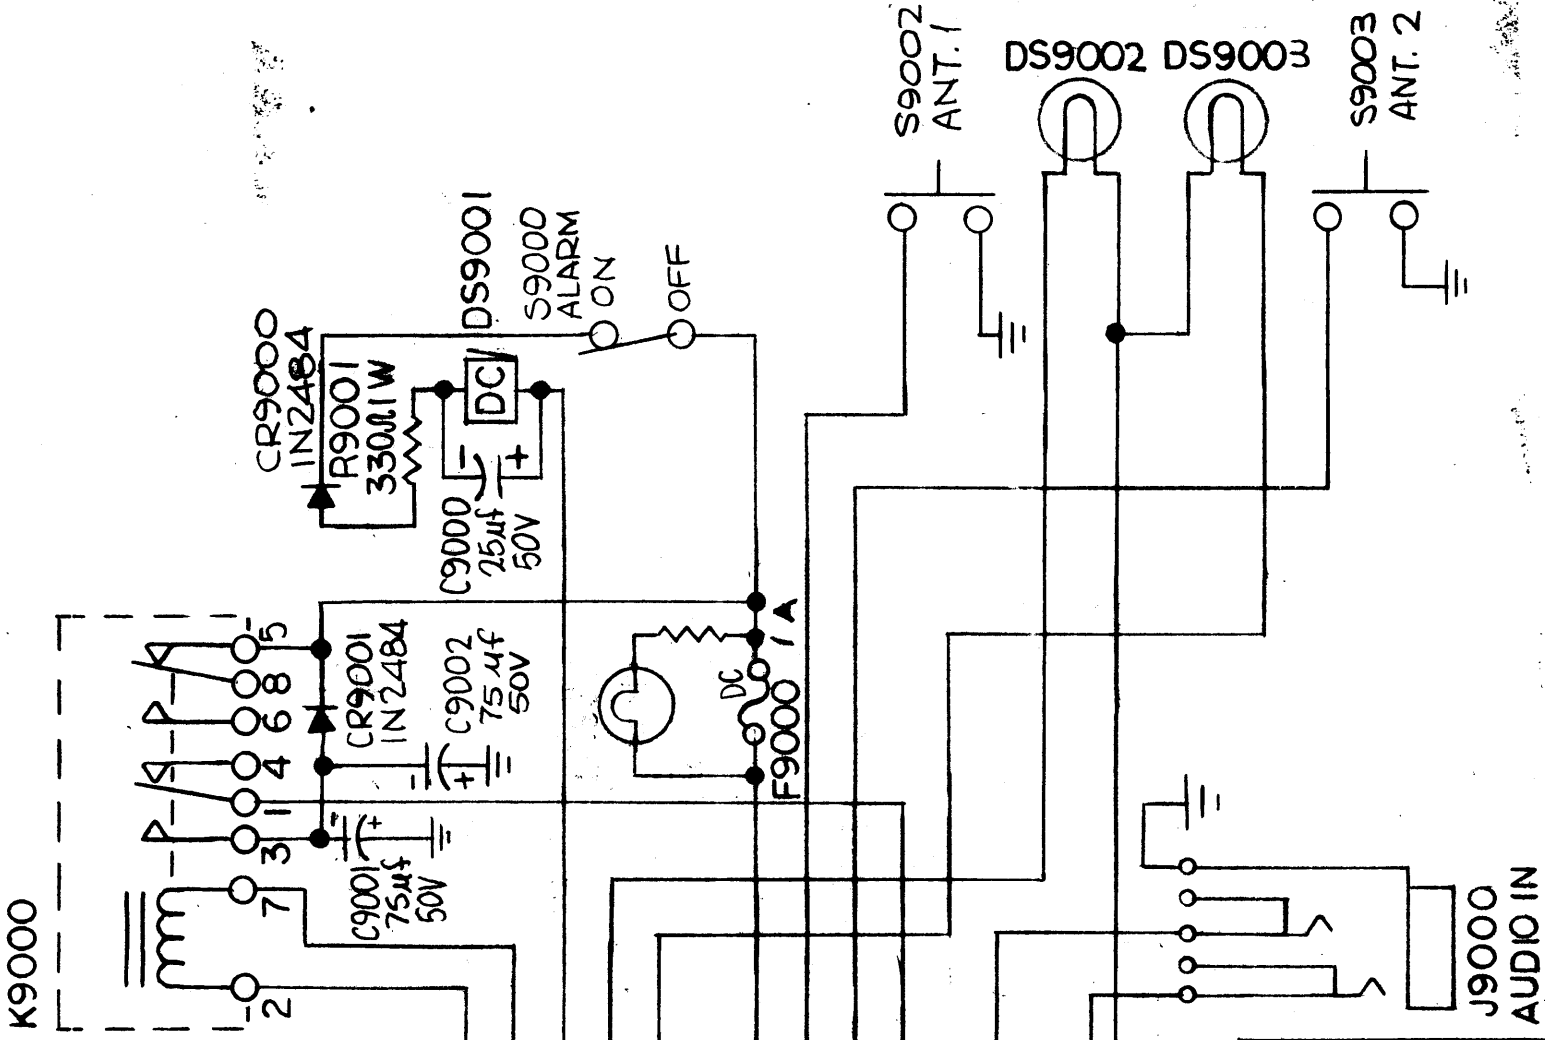 S9002
ANT. 1
DS9002
DS9003
S9003
ANT. 2
DS9001
S9000
ALARM
ON
OFF
CR9000
IN2484
R9001
330Ω1W
DC
-
+
C9000
25µf
50V
K9000
5
8
6
4
1
3
7
2
CR9001
IN2484
C9002
75µf
50V
-
+
-
+
C9001
75µf
50V
1A
DC
F9000
J9000
AUDIO IN